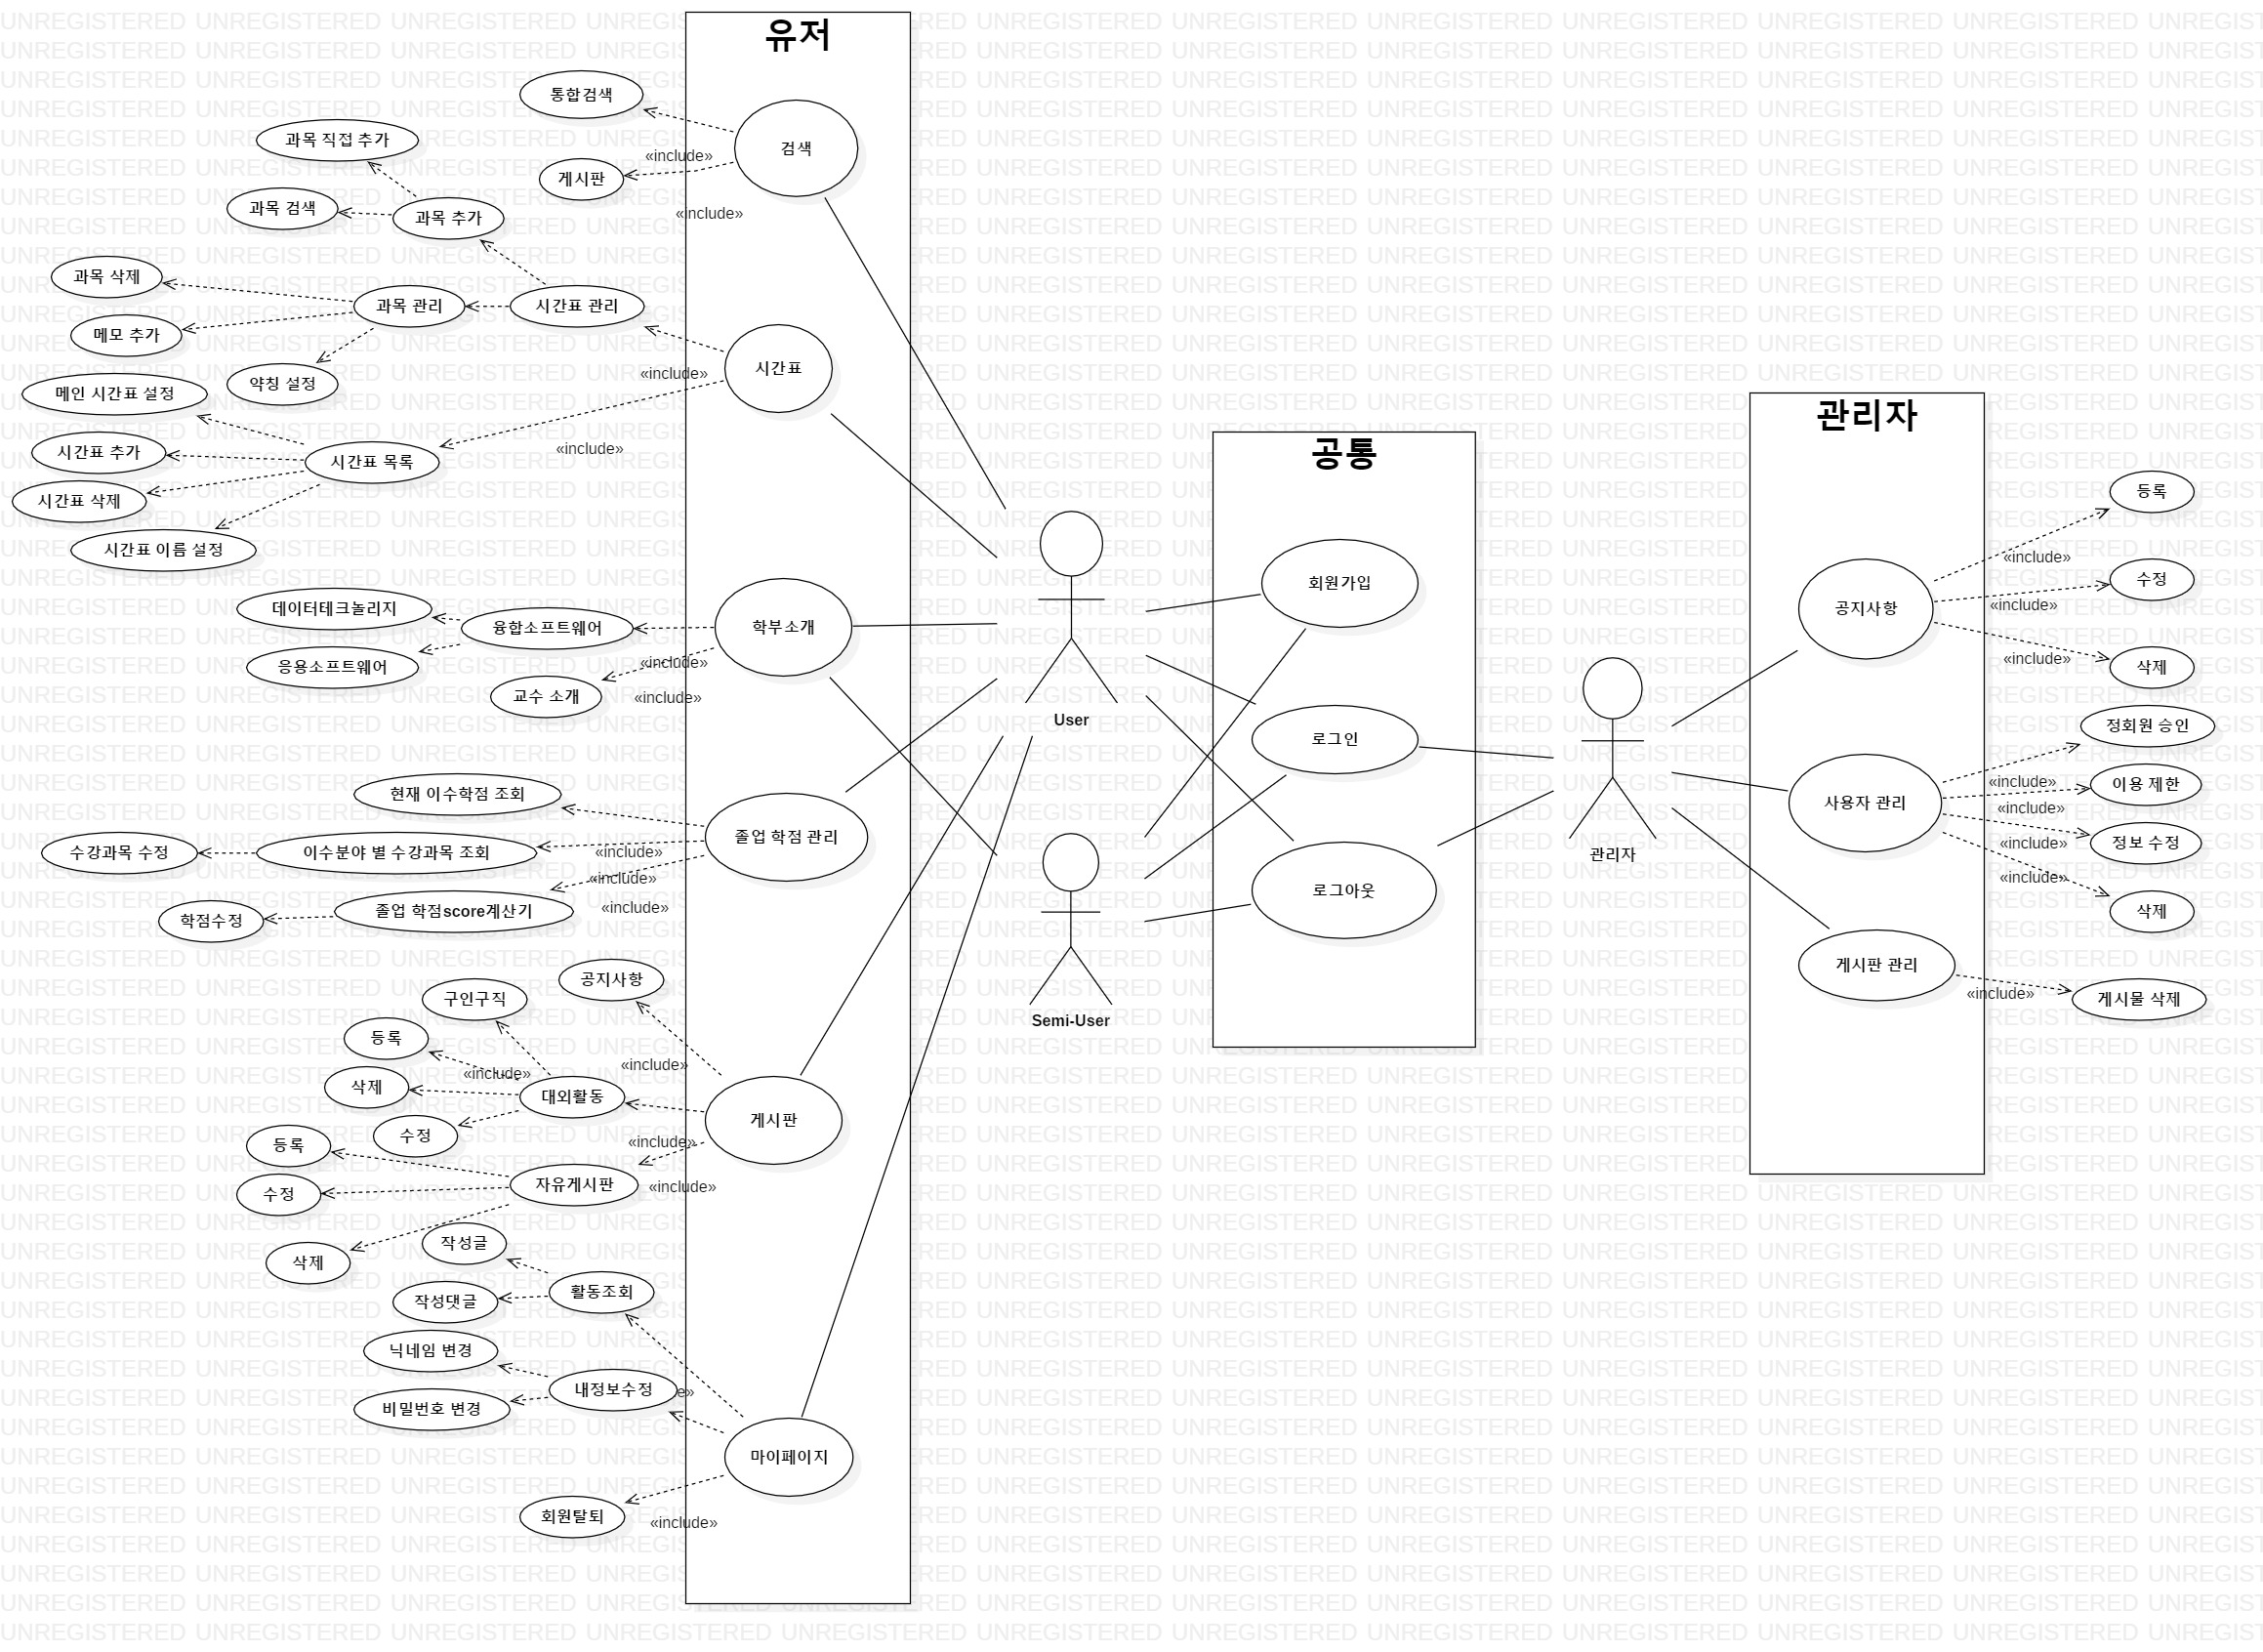 유저
통합검색
검색
«include»
게시판
«include»
과목 직접 추가
과목 검색
과목 추가
과목 삭제
과목 관리
시간표 관리
메모 추가
약칭 설정
시간표
«include»
«include»
메인 시간표 설정
시간표 추가
시간표 목록
시간표 삭제
시간표 이름 설정
데이터테크놀리지
융합소프트웨어
학부소개
응용소프트웨어
«include»
교수 소개
«include»
현재 이수학점 조회
졸업 학점 관리
수강과목 수정
이수분야 별 수강과목 조회
«include»
«include»
학점수정
졸업 학점score계산기
«include»
공지사항
구인구직
등록
«include»
«include»
삭제
대외활동
게시판
수정
«include»
등록
자유게시판
«include»
수정
삭제
작성글
활동조회
작성댓글
닉네임 변경
내정보수정
e»
비밀번호 변경
마이페이지
회원탈퇴
«include»
User
Semi-User
공통
회원가입
로그인
로그아웃
관리자
관리자
공지사항
등록
«include»
수정
«include»
삭제
«include»
사용자 관리
정회원 승인
«include»
이용 제한
«include»
정보 수정
«include»
«include»
삭제
게시판 관리
«include»
게시물 삭제
UNREGISTERED